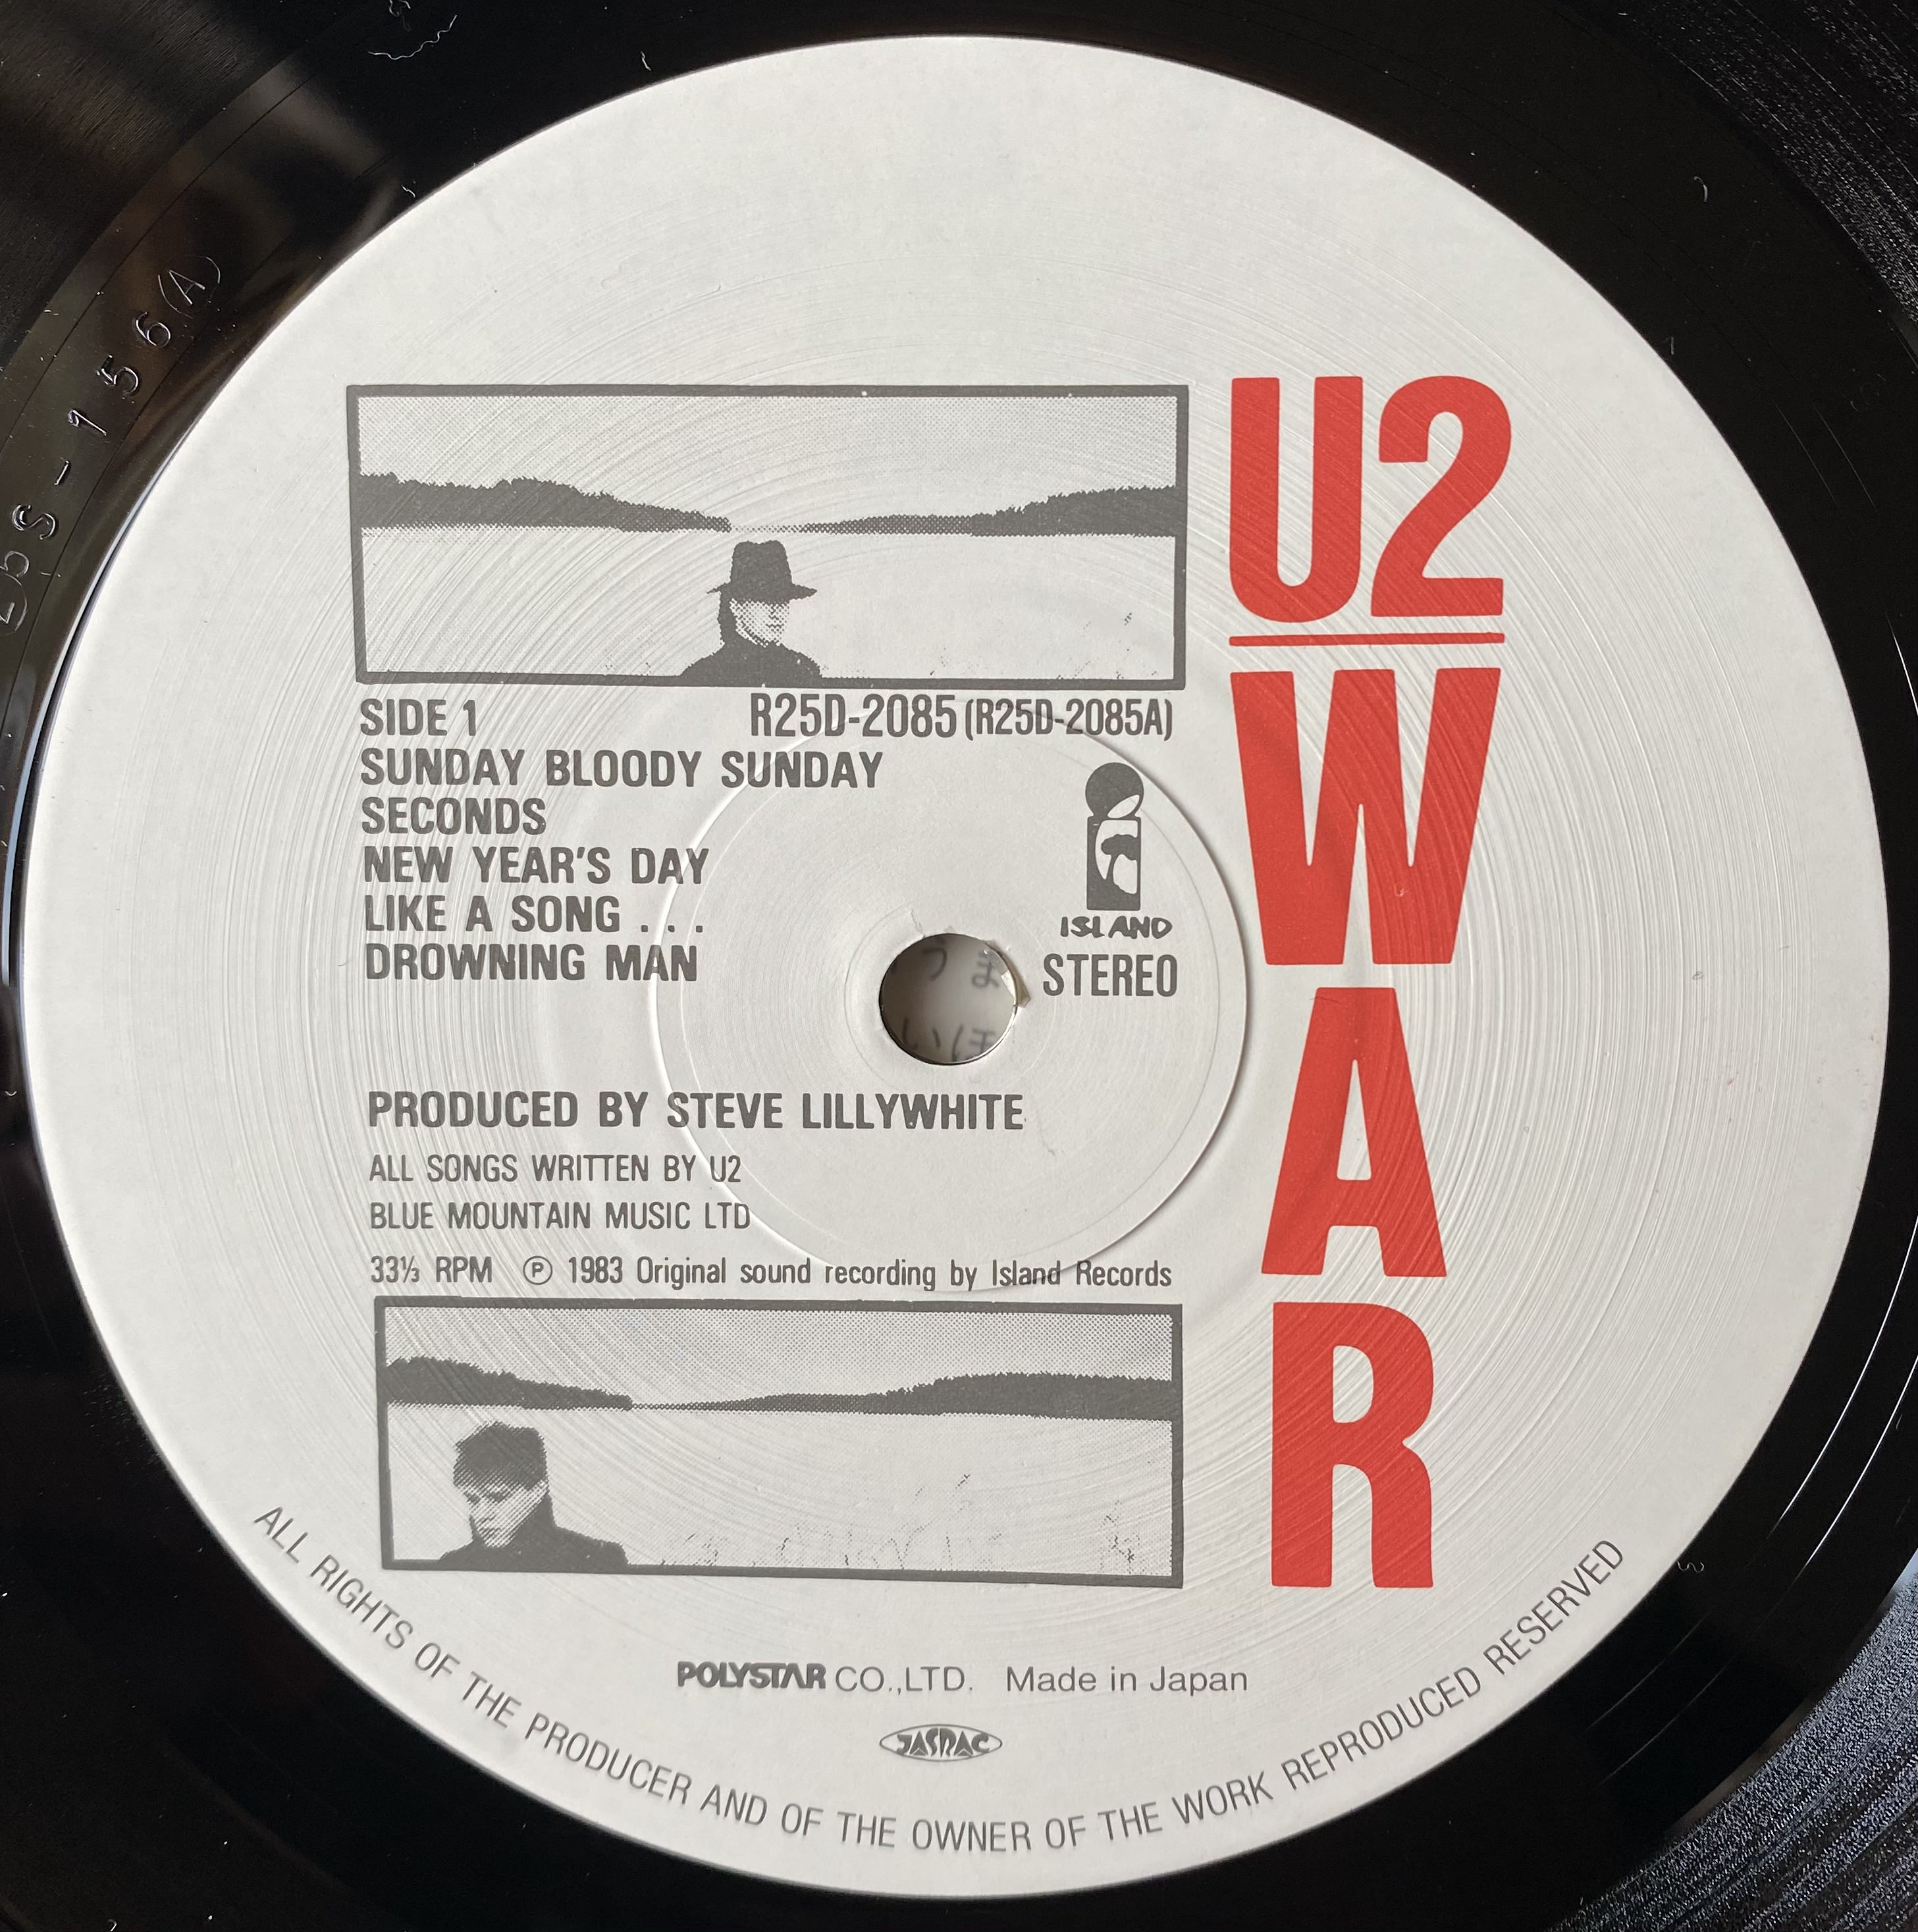 U2
WAR
SIDE 1 R25D-2085 (R25D-2085A)
SUNDAY BLOODY SUNDAY
SECONDS
NEW YEAR'S DAY
LIKE A SONG . . .
DROWNING MAN
ISLAND
STEREO
PRODUCED BY STEVE LILLYWHITE
ALL SONGS WRITTEN BY U2
BLUE MOUNTAIN MUSIC LTD
33⅓ RPM Ⓟ 1983 Original sound recording by Island Records
POLYSTAR CO.,LTD. Made in Japan
JASRAC
ALL RIGHTS OF THE PRODUCER AND OF THE OWNER OF THE WORK REPRODUCED RESERVED